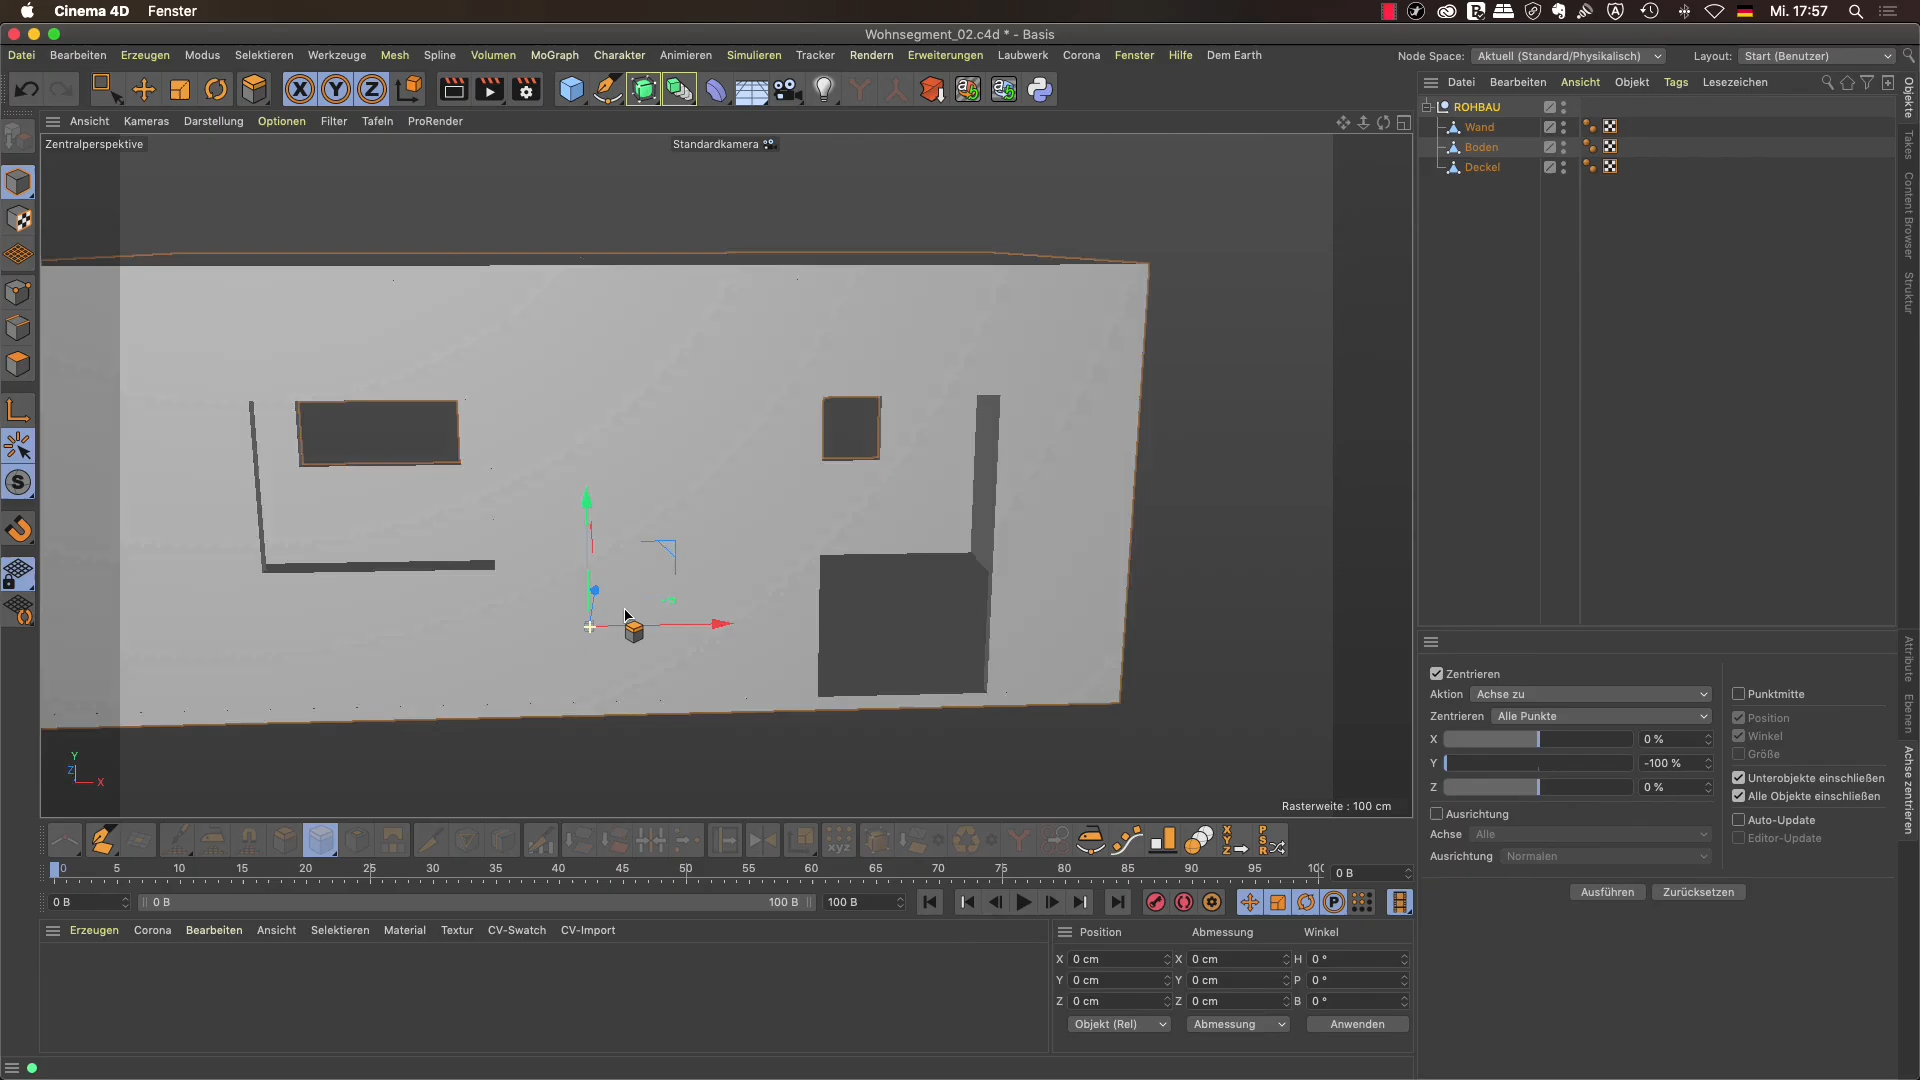 Cinema 4D Fenster Mi. 17:57
Wohnsegment_02.c4d * - Basis
Datei Bearbeiten Erzeugen Modus Selektieren Werkzeuge Mesh Spline Volumen MoGraph Charakter Animieren Simulieren Tracker Rendern Erweiterungen Laubwerk Corona Fenster Hilfe Dem Earth Node Space: Aktuell (Standard/Physikalisch) Layout: Start (Benutzer)
X Y Z
Datei Bearbeiten Ansicht Objekt Tags Lesezeichen
Ansicht Kameras Darstellung Optionen Filter Tafeln ProRender
Zentralperspektive
Standardkamera
ROHBAU
Wand
Boden
Deckel
Objekte
Takes
Content Browser
Struktur
Y
Z
X
Rasterweite : 100 cm
Zentrieren
Aktion Achse zu
Zentrieren Alle Punkte
X 0 %
Y -100 %
Z 0 %
Ausrichtung
Achse Alle
Ausrichtung Normalen
Punktmitte
Position
Winkel
Größe
Unterobjekte einschließen
Alle Objekte einschließen
Auto-Update
Editor-Update
Ausführen Zurücksetzen
Attribute
Ebenen
Achse zentrieren
0 5 10 15 20 25 30 35 40 45 50 55 60 65 70 75 80 85 90 95 0 B
0 B 0 B 100 B 100 B
Erzeugen Corona Bearbeiten Ansicht Selektieren Material Textur CV-Swatch CV-Import
Position Abmessung Winkel
X 0 cm X 0 cm H 0 °
Y 0 cm Y 0 cm P 0 °
Z 0 cm Z 0 cm B 0 °
Objekt (Rel) Abmessung Anwenden